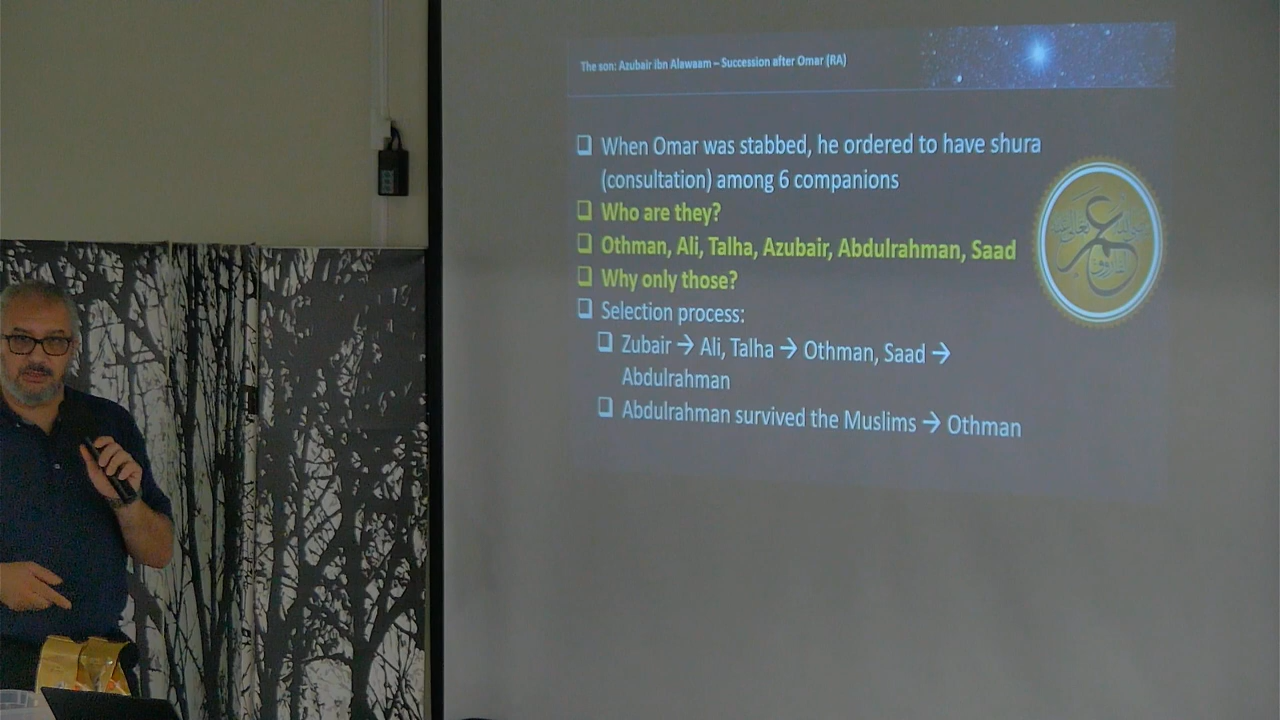 The son: Azubair ibn Alawaam – Succession after Omar (RA)
When Omar was stabbed, he ordered to have shura
(consultation) among 6 companions
Who are they?
Othman, Ali, Talha, Azubair, Abdulrahman, Saad
Why only those?
Selection process:
Zubair → Ali, Talha → Othman, Saad →
Abdulrahman
Abdulrahman survived the Muslims → Othman
عمر
الفاروق